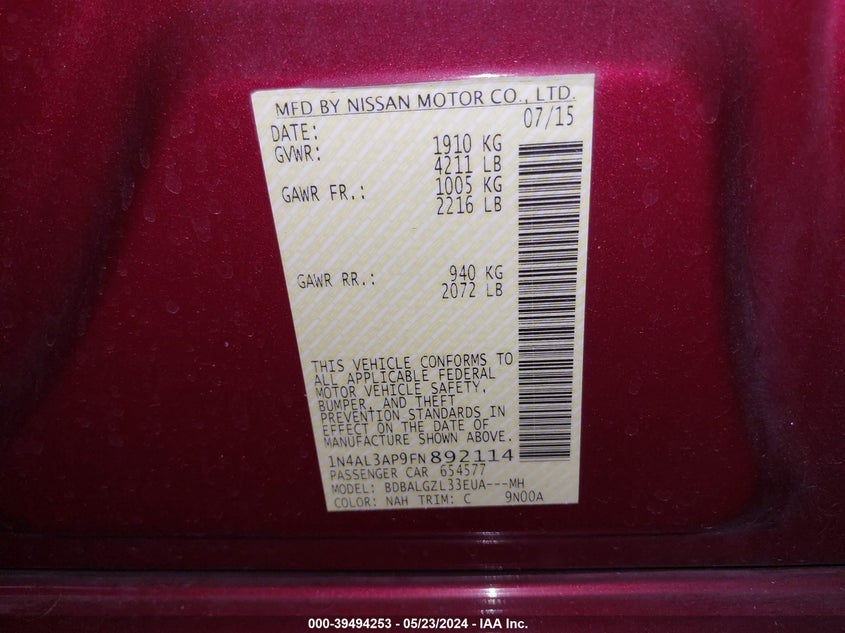 MFD BY NISSAN MOTOR CO., LTD.
DATE: 07/15
GVWR: 1910 KG
4211 LB
GAWR FR.: 1005 KG
2216 LB
GAWR RR.: 940 KG
2072 LB
THIS VEHICLE CONFORMS TO
ALL APPLICABLE FEDERAL
MOTOR VEHICLE SAFETY,
BUMPER, AND THEFT
PREVENTION STANDARDS IN
EFFECT ON THE DATE OF
MANUFACTURE SHOWN ABOVE.
1N4AL3AP9FN892114
PASSENGER CAR 654577
MODEL: BDBALGZL33EUA---MH
COLOR: NAH TRIM: C 9N00A
000-39494253 - 05/23/2024 - IAA Inc.